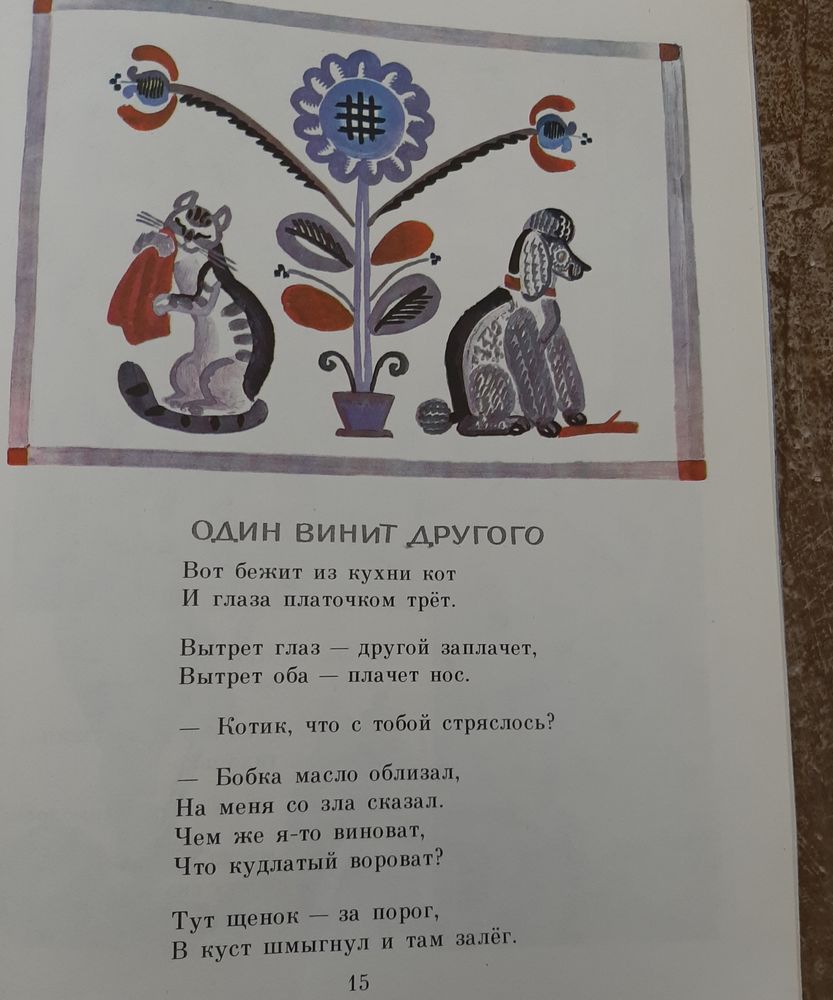 ОДИН ВИНИТ ДРУГОГО
Вот бежит из кухни кот
И глаза платочком трёт.
Вытрет глаз — другой заплачет,
Вытрет оба — плачет нос.
— Котик, что с тобой стряслось?
— Бобка масло облизал,
На меня со зла сказал.
Чем же я-то виноват,
Что кудлатый вороват?
Тут щенок — за порог,
В куст шмыгнул и там залёг.
15